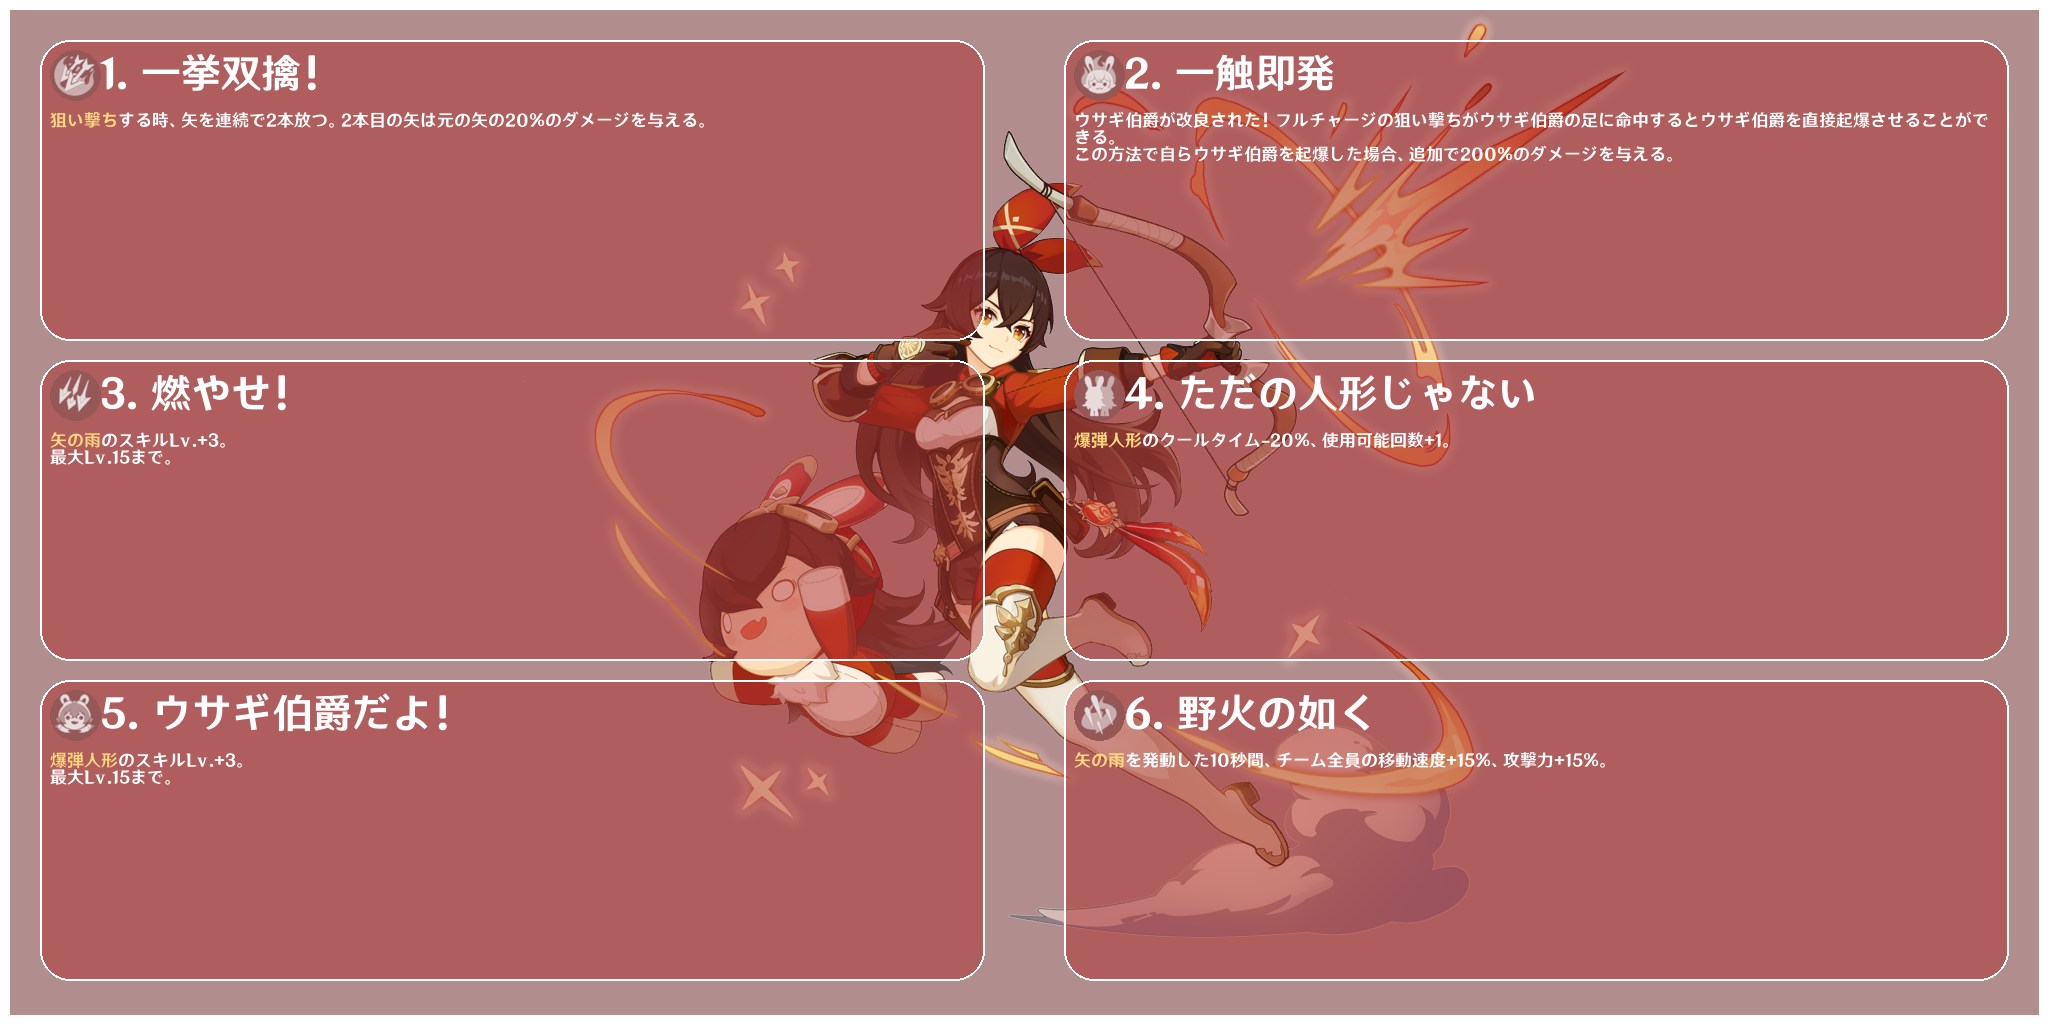 1. 一挙双擒！
狙い撃ちする時、矢を連続で2本放つ。2本目の矢は元の矢の20%のダメージを与える。
2. 一触即発
ウサギ伯爵が改良された！フルチャージの狙い撃ちがウサギ伯爵の足に命中するとウサギ伯爵を直接起爆させることがで
きる。
この方法で自らウサギ伯爵を起爆した場合、追加で200%のダメージを与える。
3. 燃やせ！
矢の雨のスキルLv.+3。
最大Lv.15まで。
4. ただの人形じゃない
爆弾人形のクールタイム-20%、使用可能回数+1。
5. ウサギ伯爵だよ！
爆弾人形のスキルLv.+3。
最大Lv.15まで。
6. 野火の如く
矢の雨を発動した10秒間、チーム全員の移動速度+15%、攻撃力+15%。